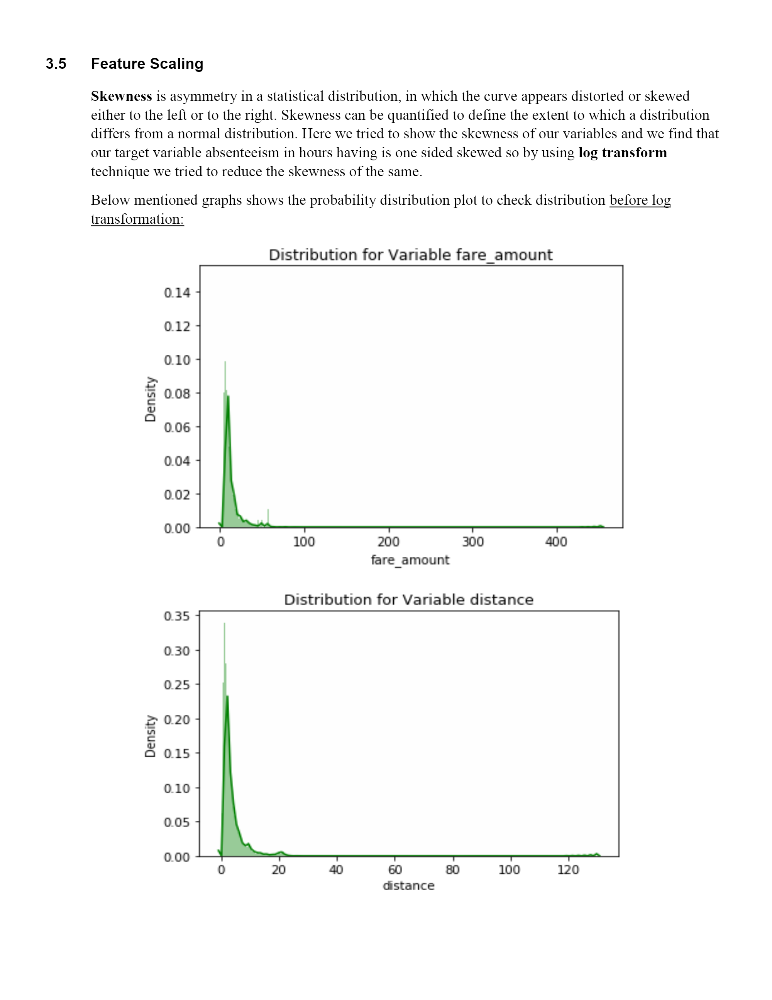 3.5 Feature Scaling
Skewness is asymmetry in a statistical distribution, in which the curve appears distorted or skewed
either to the left or to the right. Skewness can be quantified to define the extent to which a distribution
differs from a normal distribution. Here we tried to show the skewness of our variables and we find that
our target variable absenteeism in hours having is one sided skewed so by using log transform
technique we tried to reduce the skewness of the same.
Below mentioned graphs shows the probability distribution plot to check distribution before log
transformation:
Distribution for Variable fare_amount
0.14
0.12
0.10
0.08
0.06
0.04
0.02
0.00
Density
0 100 200 300 400
fare_amount
Distribution for Variable distance
0.35
0.30
0.25
0.20
0.15
0.10
0.05
0.00
Density
0 20 40 60 80 100 120
distance